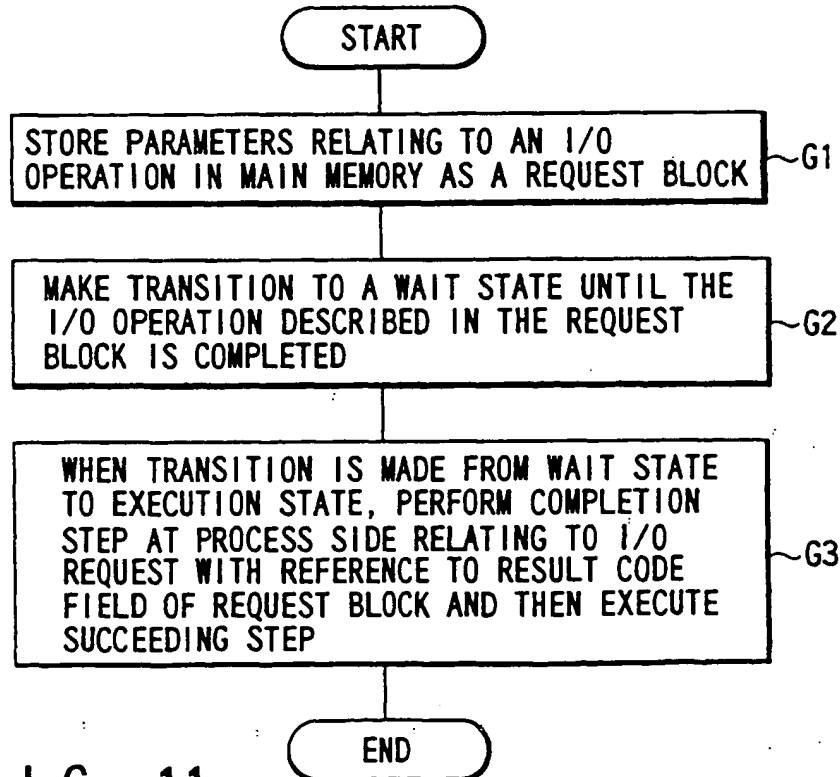 START
STORE PARAMETERS RELATING TO AN I/O
OPERATION IN MAIN MEMORY AS A REQUEST BLOCK
G1
MAKE TRANSITION TO A WAIT STATE UNTIL THE
I/O OPERATION DESCRIBED IN THE REQUEST
BLOCK IS COMPLETED
G2
WHEN TRANSITION IS MADE FROM WAIT STATE
TO EXECUTION STATE, PERFORM COMPLETION
STEP AT PROCESS SIDE RELATING TO I/O
REQUEST WITH REFERENCE TO RESULT CODE
FIELD OF REQUEST BLOCK AND THEN EXECUTE
SUCCEEDING STEP
G3
END